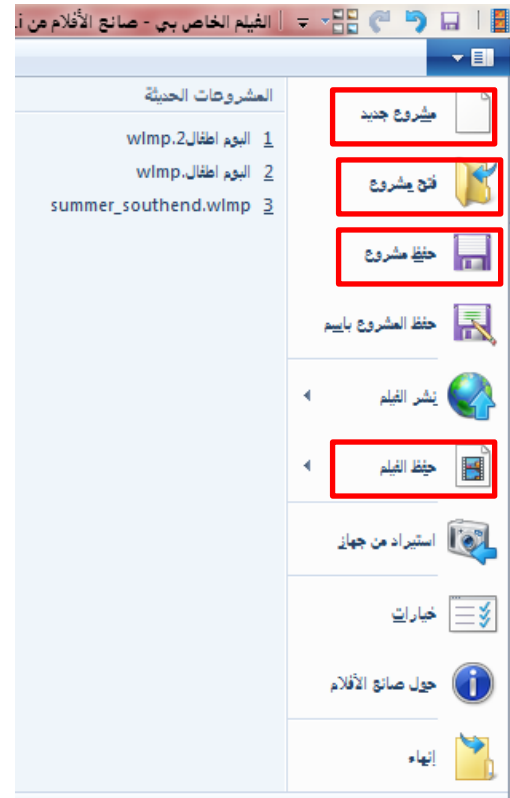 الفيلم الخاص بي - صانع الأفلام من
مشروع جديد
فتح مشروع
حفظ مشروع
حفظ المشروع باسم
نشر الفيلم
حفظ الفيلم
استيراد من جهاز
خيارات
حول صانع الأفلام
إنهاء
المشروعات الحديثة
1 البوم اطفال2.wlmp
2 البوم اطفال.wlmp
3 summer_southend.wlmp